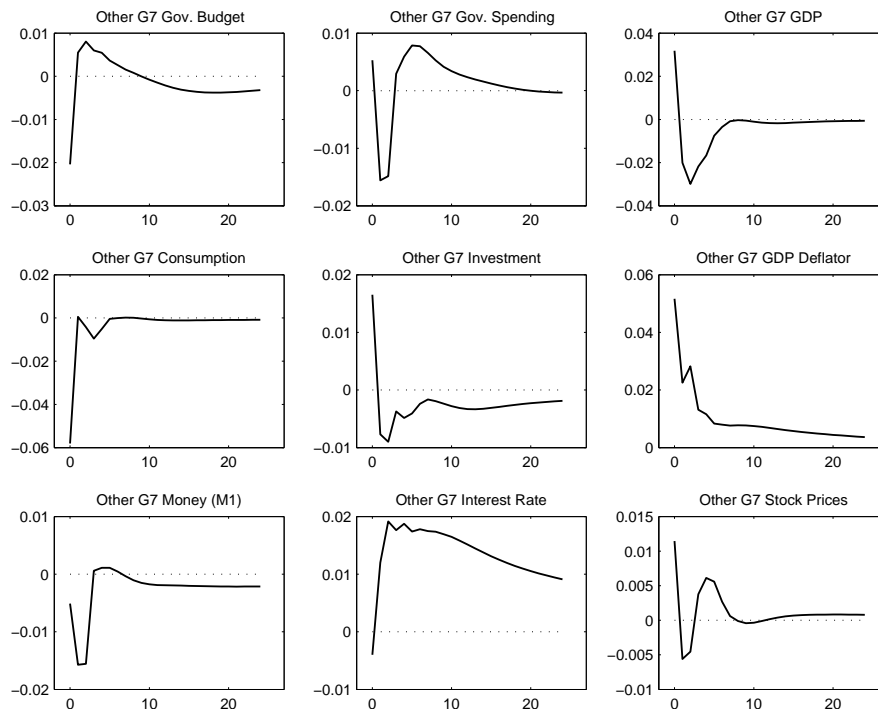 Other G7 Gov. Budget
0.01
0
−0.01
−0.02
−0.03
0 10 20
Other G7 Gov. Spending
0.01
0
−0.01
−0.02
0 10 20
Other G7 GDP
0.04
0.02
0
−0.02
−0.04
0 10 20
Other G7 Consumption
0.02
0
−0.02
−0.04
−0.06
0 10 20
Other G7 Investment
0.02
0.01
0
−0.01
0 10 20
Other G7 GDP Deflator
0.06
0.04
0.02
0
0 10 20
Other G7 Money (M1)
0.01
0
−0.01
−0.02
0 10 20
Other G7 Interest Rate
0.02
0.01
0
−0.01
0 10 20
Other G7 Stock Prices
0.015
0.01
0.005
0
−0.005
−0.01
0 10 20